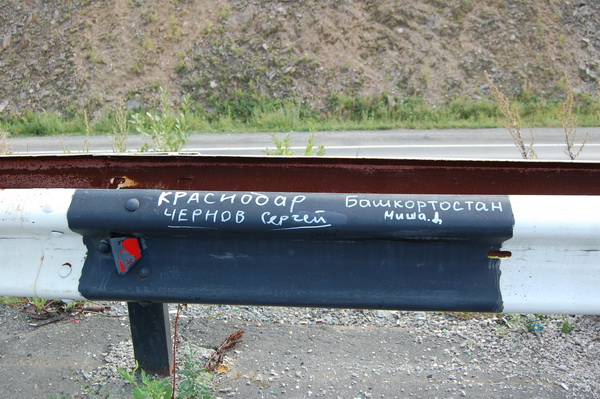 Краснодар
ЧЕРНОВ Сергей
Башкортостан
Миша.Д